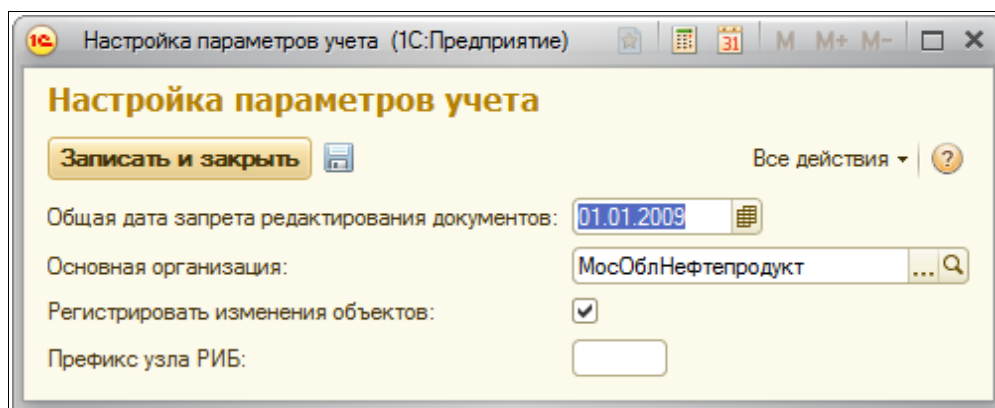 1С Настройка параметров учета (1С:Предприятие) 31 M M+ M-
Настройка параметров учета
Записать и закрыть Все действия ?
Общая дата запрета редактирования документов: 01.01.2009
Основная организация: МосОблНефтепродукт ...
Регистрировать изменения объектов:
Префикс узла РИБ: